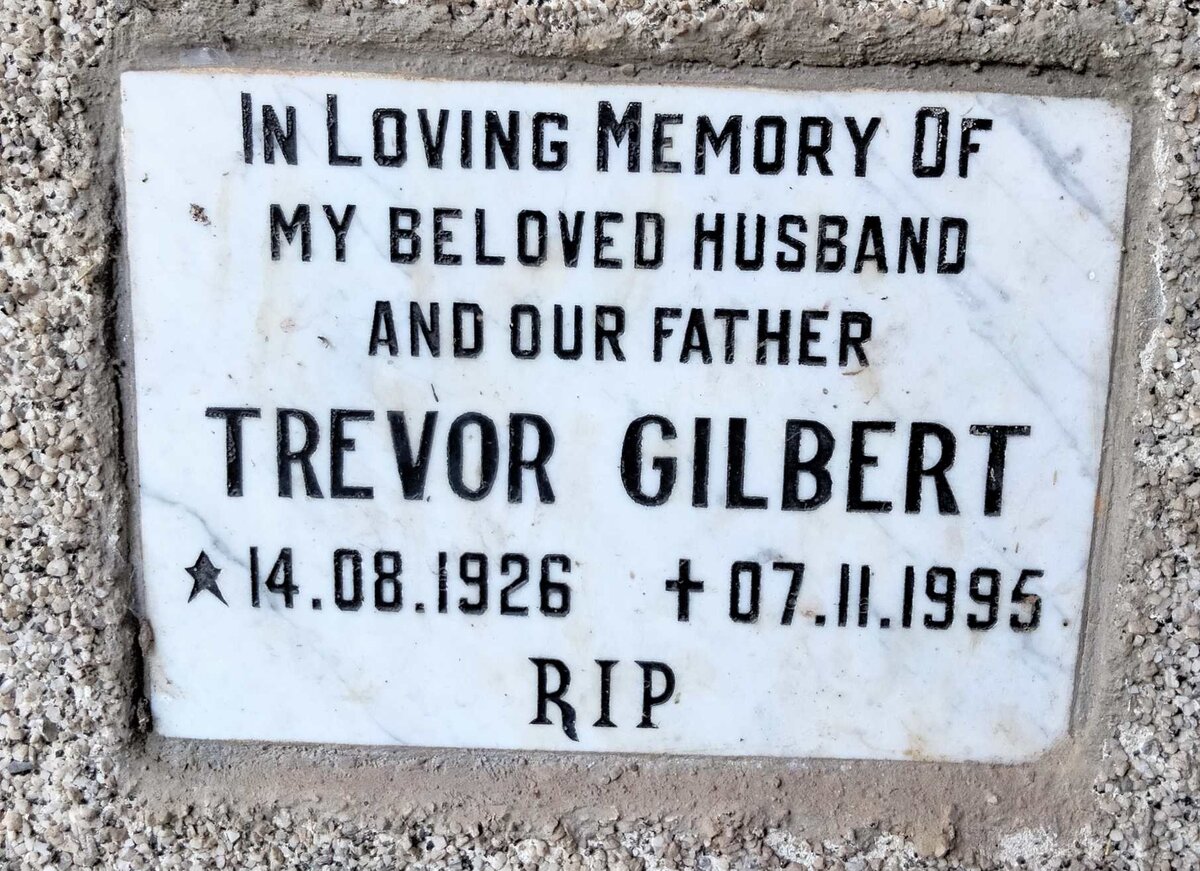 IN LOVING MEMORY OF
MY BELOVED HUSBAND
AND OUR FATHER
TREVOR GILBERT
★ 14.08.1926 ✝ 07.11.1995
RIP